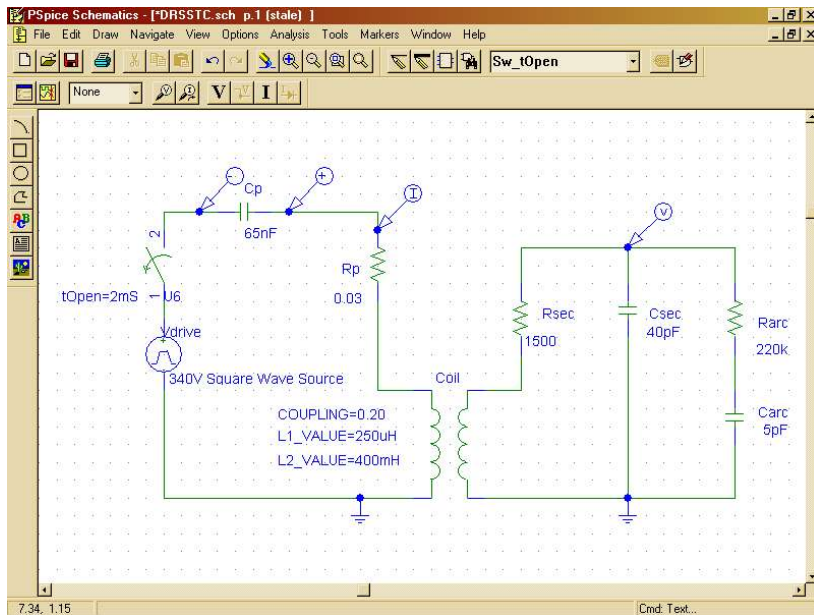 PSpice Schematics - [*DRSSTC.sch p.1 (stale) ]
File Edit Draw Navigate View Options Analysis Tools Markers Window Help
Sw_tOpen
None
V V I
ABC
- + I
Cp
65nF
2
Rp
0.03
V
tOpen=2mS 1 U6
Vdrive
+
340V Square Wave Source
Rsec
1500
Csec
40pF
Rarc
220k
Coil
COUPLING=0.20
L1_VALUE=250uH
L2_VALUE=400mH
Carc
5pF
7.34, 1.15
Cmd: Text...